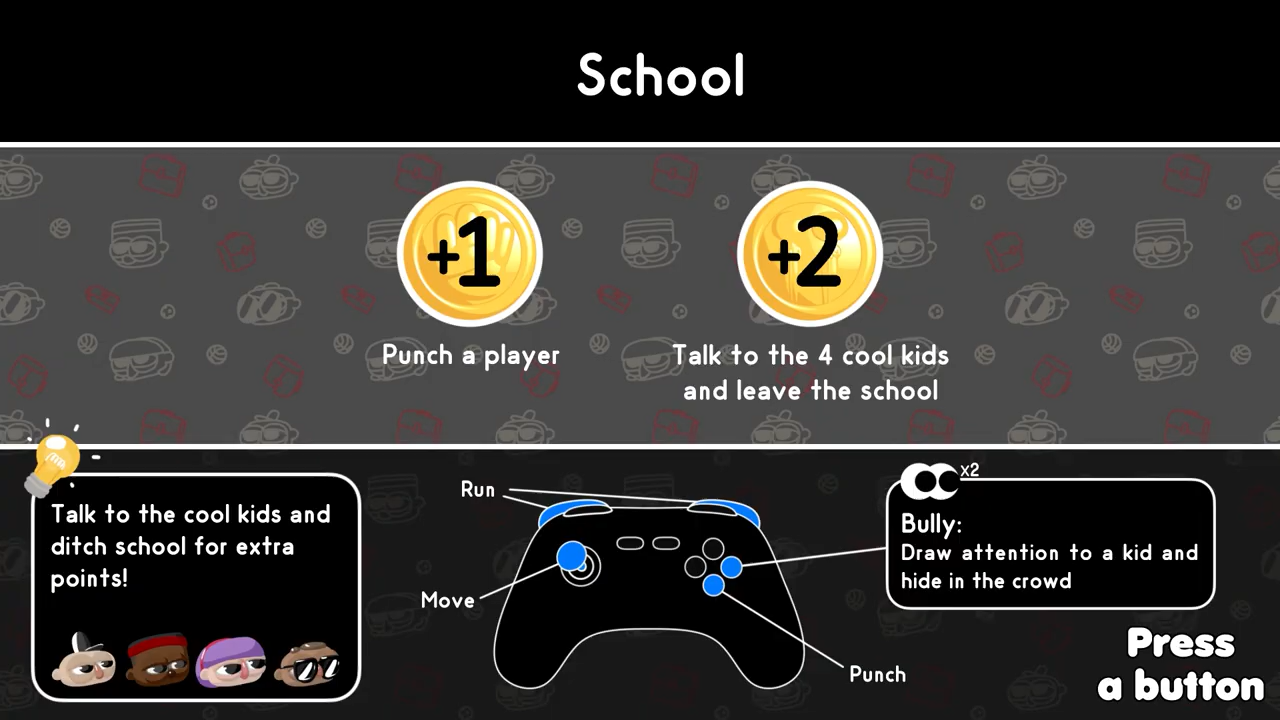 School
+1
+2
Punch a player
Talk to the 4 cool kids
and leave the school
Talk to the cool kids and
ditch school for extra
points!
Run
Move
Punch
x2
Bully:
Draw attention to a kid and
hide in the crowd
Press
a button